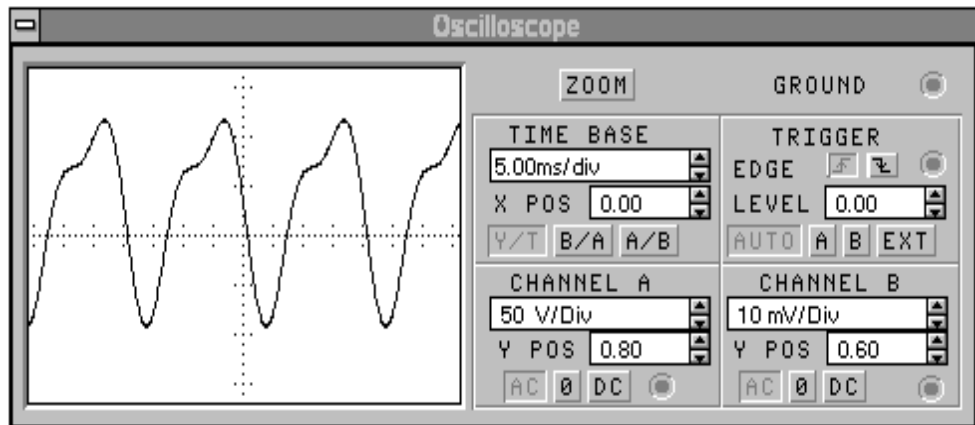 Oscilloscope
ZOOM
GROUND
TIME BASE
5.00ms/div
X POS 0.00
Y/T B/A A/B
TRIGGER
EDGE
LEVEL 0.00
AUTO A B EXT
CHANNEL A
50 V/Div
Y POS 0.80
AC 0 DC
CHANNEL B
10 mV/Div
Y POS 0.60
AC 0 DC